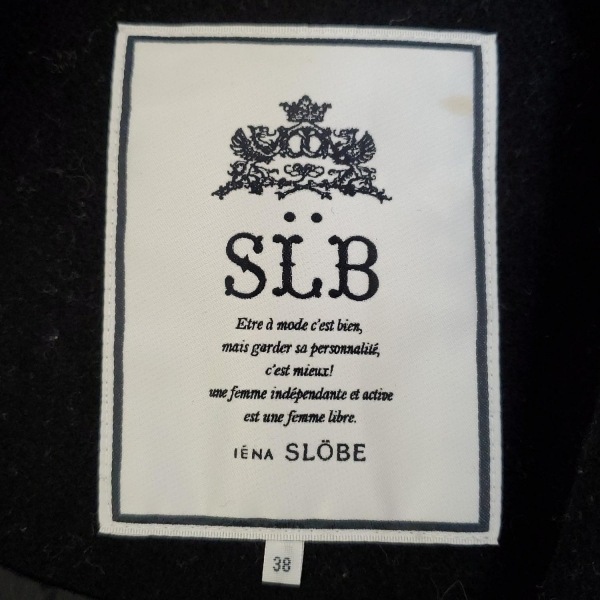 SL̈B
Etre à mode c'est bien,
mais garder sa personnalité,
c'est mieux!
une femme indépendante et active
est une femme libre.
IÉNA SLÖBE
38